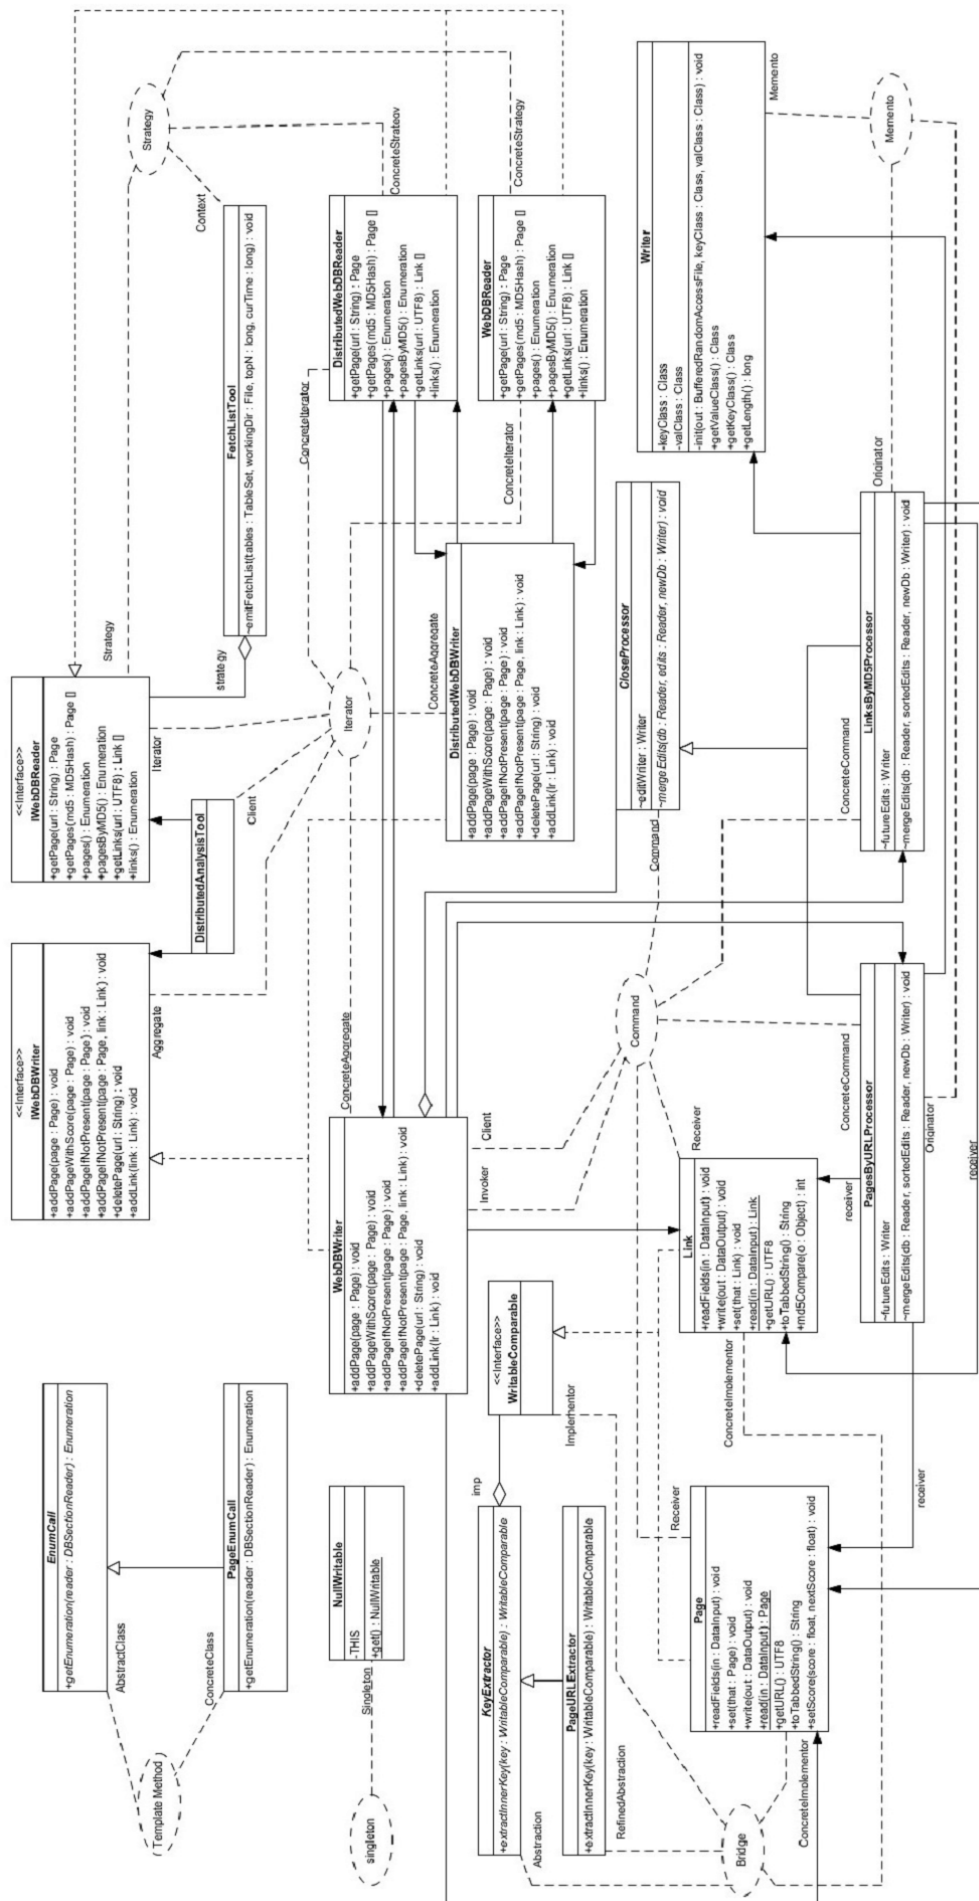 Template Method
AbstractClass
ConcreteClass
EnumCall
+getEnumeration(reader : DBSectionReader) : Enumeration
PageEnumCall
+getEnumeration(reader : DBSectionReader) : Enumeration
singleton
Singleton
NullWritable
-THIS
+get() : NullWritable
<<Interface>>
IWebDBWriter
+addPage(page : Page) : void
+addPageWithScore(page : Page) : void
+addPageIfNotPresent(page : Page) : void
+addPageIfNotPresent(page : Page, link : Link) : void
+deletePage(url : String) : void
+addLink(link : Link) : void
Aggregate
<<Interface>>
IWebDBReader
+getPage(url : String) : Page
+getPages(md5 : MD5Hash) : Page []
+pages() : Enumeration
+pagesByMD5() : Enumeration
+getLinks(url : UTF8) : Link []
+links() : Enumeration
Iterator
Strategy
strategy
DistributedAnalysisTool
Client
FetchListTool
~emitFetchList(tables : TableSet, workingDir : File, topN : long, curTime : long) : void
Context
Strategy
WebDBWriter
+addPage(page : Page) : void
+addPageWithScore(page : Page) : void
+addPageIfNotPresent(page : Page) : void
+addPageIfNotPresent(page : Page, link : Link) : void
+deletePage(url : String) : void
+addLink(lr : Link) : void
ConcreteAggregate
Iterator
ConcreteIterator
ConcreteAggregate
DistributedWebDBWriter
+addPage(page : Page) : void
+addPageWithScore(page : Page) : void
+addPageIfNotPresent(page : Page) : void
+addPageIfNotPresent(page : Page, link : Link) : void
+deletePage(url : String) : void
+addLink(lr : Link) : void
DistributedWebDBReader
+getPage(url : String) : Page
+getPages(md5 : MD5Hash) : Page []
+pages() : Enumeration
+pagesByMD5() : Enumeration
+getLinks(url : UTF8) : Link []
+links() : Enumeration
ConcreteStrategy
ConcreteIterator
WebDBReader
+getPage(url : String) : Page
+getPages(md5 : MD5Hash) : Page []
+pages() : Enumeration
+pagesByMD5() : Enumeration
+getLinks(url : UTF8) : Link []
+links() : Enumeration
ConcreteStrategy
KeyExtractor
+extractInnerKey(key : WritableComparable) : WritableComparable
Abstraction
imp
<<Interface>>
WritableComparable
Implementor
PageURLExtractor
+extractInnerKey(key : WritableComparable) : WritableComparable
RefinedAbstraction
Bridge
Client
Invoker
Command
Command
CloseProcessor
~editWriter : Writer
~mergeEdits(db : Reader, edits : Reader, newDb : Writer) : void
Writer
-keyClass : Class
-valClass : Class
-init(out : BufferedRandomAccessFile, keyClass : Class, valClass : Class) : void
+getValueClass() : Class
+getKeyClass() : Class
+getLength() : long
Memento
Memento
Receiver
Page
+readFields(in : DataInput) : void
+set(that : Page) : void
+write(out : DataOutput) : void
+read(in : DataInput) : Page
+getURL() : UTF8
+toTabbedString() : String
+setScore(score : float, nextScore : float) : void
ConcreteImplementor
Receiver
Link
+readFields(in : DataInput) : void
+write(out : DataOutput) : void
+set(that : Link) : void
+read(in : DataInput) : Link
+getURL() : UTF8
+toTabbedString() : String
+md5Compare(o : Object) : int
ConcreteImplementor
receiver
ConcreteCommand
PagesByURLProcessor
~futureEdits : Writer
~mergeEdits(db : Reader, sortedEdits : Reader, newDb : Writer) : void
Originator
receiver
ConcreteCommand
LinksByMD5Processor
~futureEdits : Writer
~mergeEdits(db : Reader, sortedEdits : Reader, newDb : Writer) : void
Originator
receiver